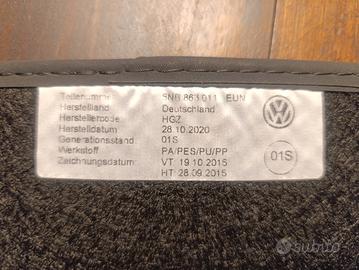 Teilenummer: 5NB 863 011 EUN
Herstelland Deutschland
Herstellercode: HGZ
Herstelldatum 28.10.2020
Generationsstand: 01S
Werkstoff PA/PES/PU/PP
Zeichnungsdatum: VT: 19.10.2015
HT: 28.09.2015
01S
subito